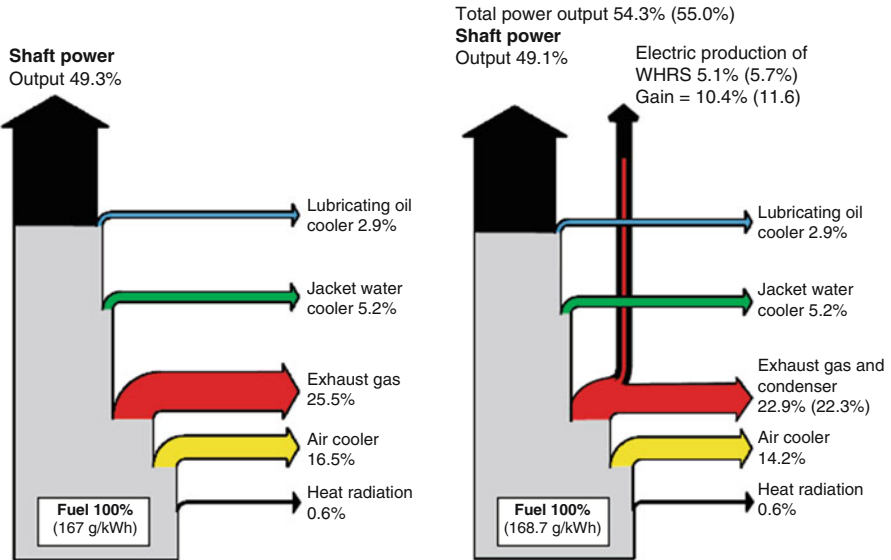 Shaft power
Output 49.3%
Lubricating oil
cooler 2.9%
Jacket water
cooler 5.2%
Exhaust gas
25.5%
Air cooler
16.5%
Heat radiation
0.6%
Fuel 100%
(167 g/kWh)
Total power output 54.3% (55.0%)
Shaft power
Output 49.1%
Electric production of
WHRS 5.1% (5.7%)
Gain = 10.4% (11.6)
Lubricating oil
cooler 2.9%
Jacket water
cooler 5.2%
Exhaust gas and
condenser
22.9% (22.3%)
Air cooler
14.2%
Heat radiation
0.6%
Fuel 100%
(168.7 g/kWh)